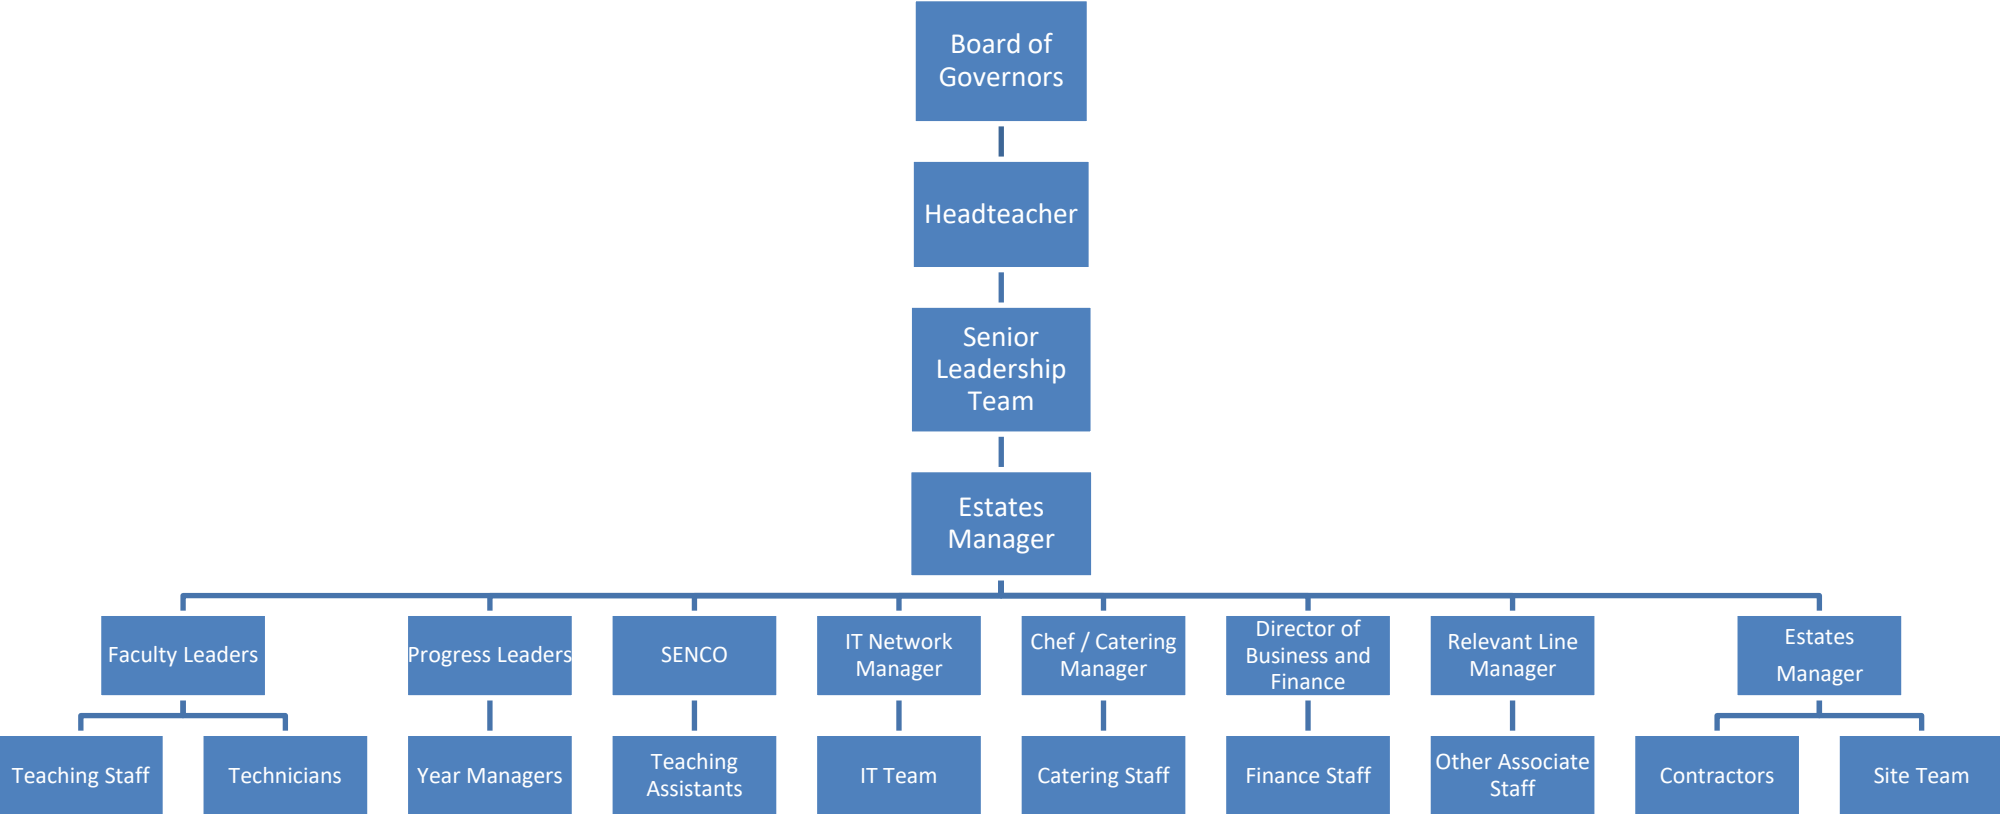 Board of
Governors
Headteacher
Senior
Leadership
Team
Estates
Manager
Faculty Leaders
Progress Leaders
SENCO
IT Network
Manager
Chef / Catering
Manager
Director of
Business and
Finance
Relevant Line
Manager
Estates
Manager
Teaching Staff
Technicians
Year Managers
Teaching
Assistants
IT Team
Catering Staff
Finance Staff
Other Associate
Staff
Contractors
Site Team